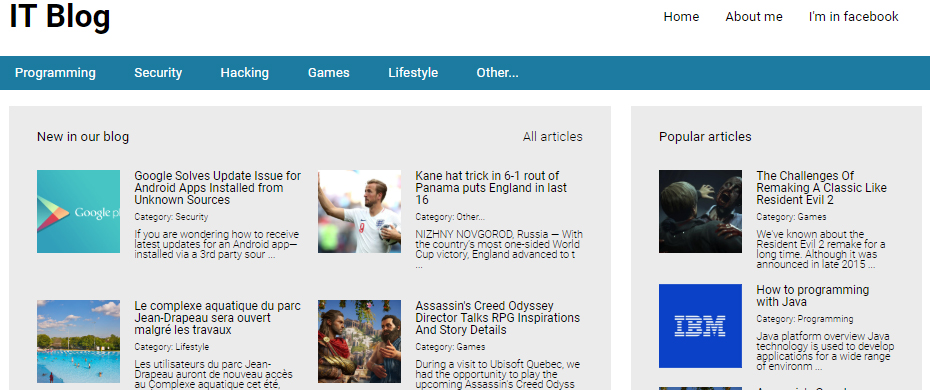 IT Blog
Home
About me
I'm in facebook
Programming
Security
Hacking
Games
Lifestyle
Other...
New in our blog
All articles
Google pl
Google Solves Update Issue for
Android Apps Installed from
Unknown Sources
Category: Security
If you are wondering how to receive
latest updates for an Android app—
installed via a 3rd party sour ...
Kane hat trick in 6-1 rout of
Panama puts England in last
16
Category: Other...
NIZHNY NOVGOROD, Russia — With
the country's most one-sided World
Cup victory, England advanced to t
...
Le complexe aquatique du parc
Jean-Drapeau sera ouvert
malgré les travaux
Category: Lifestyle
Les utilisateurs du parc Jean-
Drapeau auront de nouveau accès
au Complexe aquatique cet été,
Assassin's Creed Odyssey
Director Talks RPG Inspirations
And Story Details
Category: Games
During a visit to Ubisoft Quebec, we
had the opportunity to play the
upcoming Assassin's Creed Odyss
Popular articles
The Challenges Of
Remaking A Classic Like
Resident Evil 2
Category: Games
We've known about the
Resident Evil 2 remake for a
long time. Although it was
announced in late 2015 ...
IBM
How to programming
with Java
Category: Programming
Java platform overview Java
technology is used to develop
applications for a wide range
of environm ...